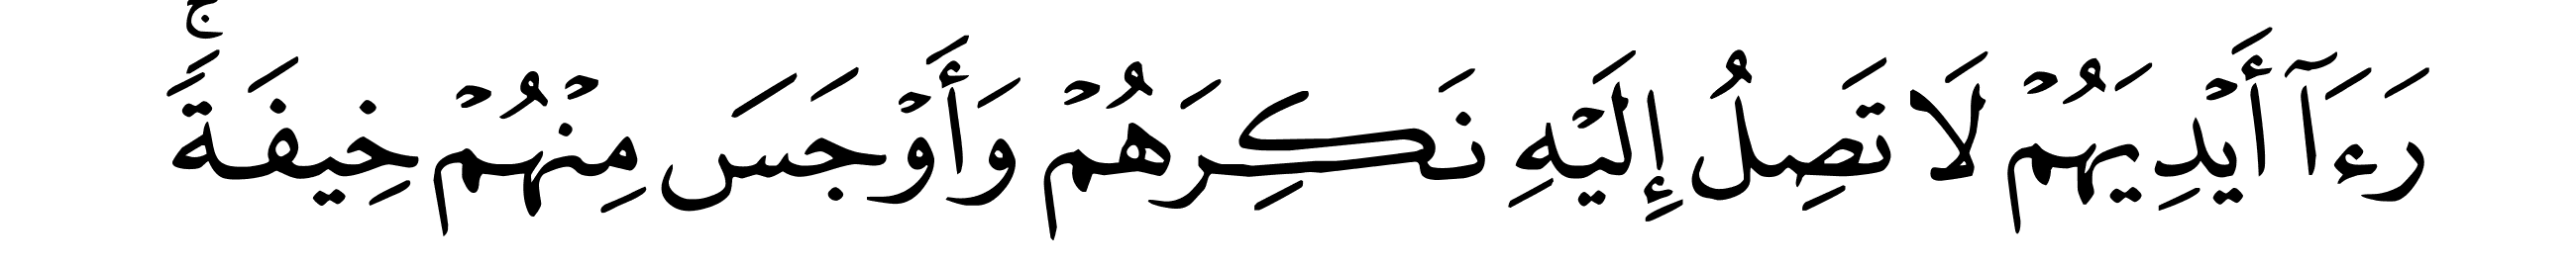 رَءَآ أَيْدِيَهُمْ لَا تَصِلُ إِلَيْهِ نَكِرَهُمْ وَأَوْجَسَ مِنْهُمْ خِيفَةًۚ